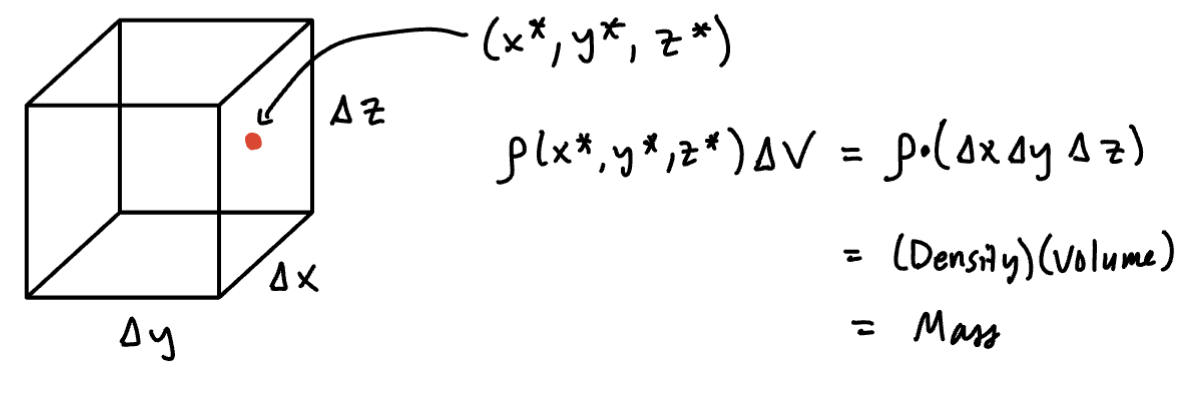 (x*, y*, z*)
Δz
ρ(x*, y*, z*)ΔV = ρ·(Δx Δy Δz)
= (Density)(Volume)
Δx
= Mass
Δy